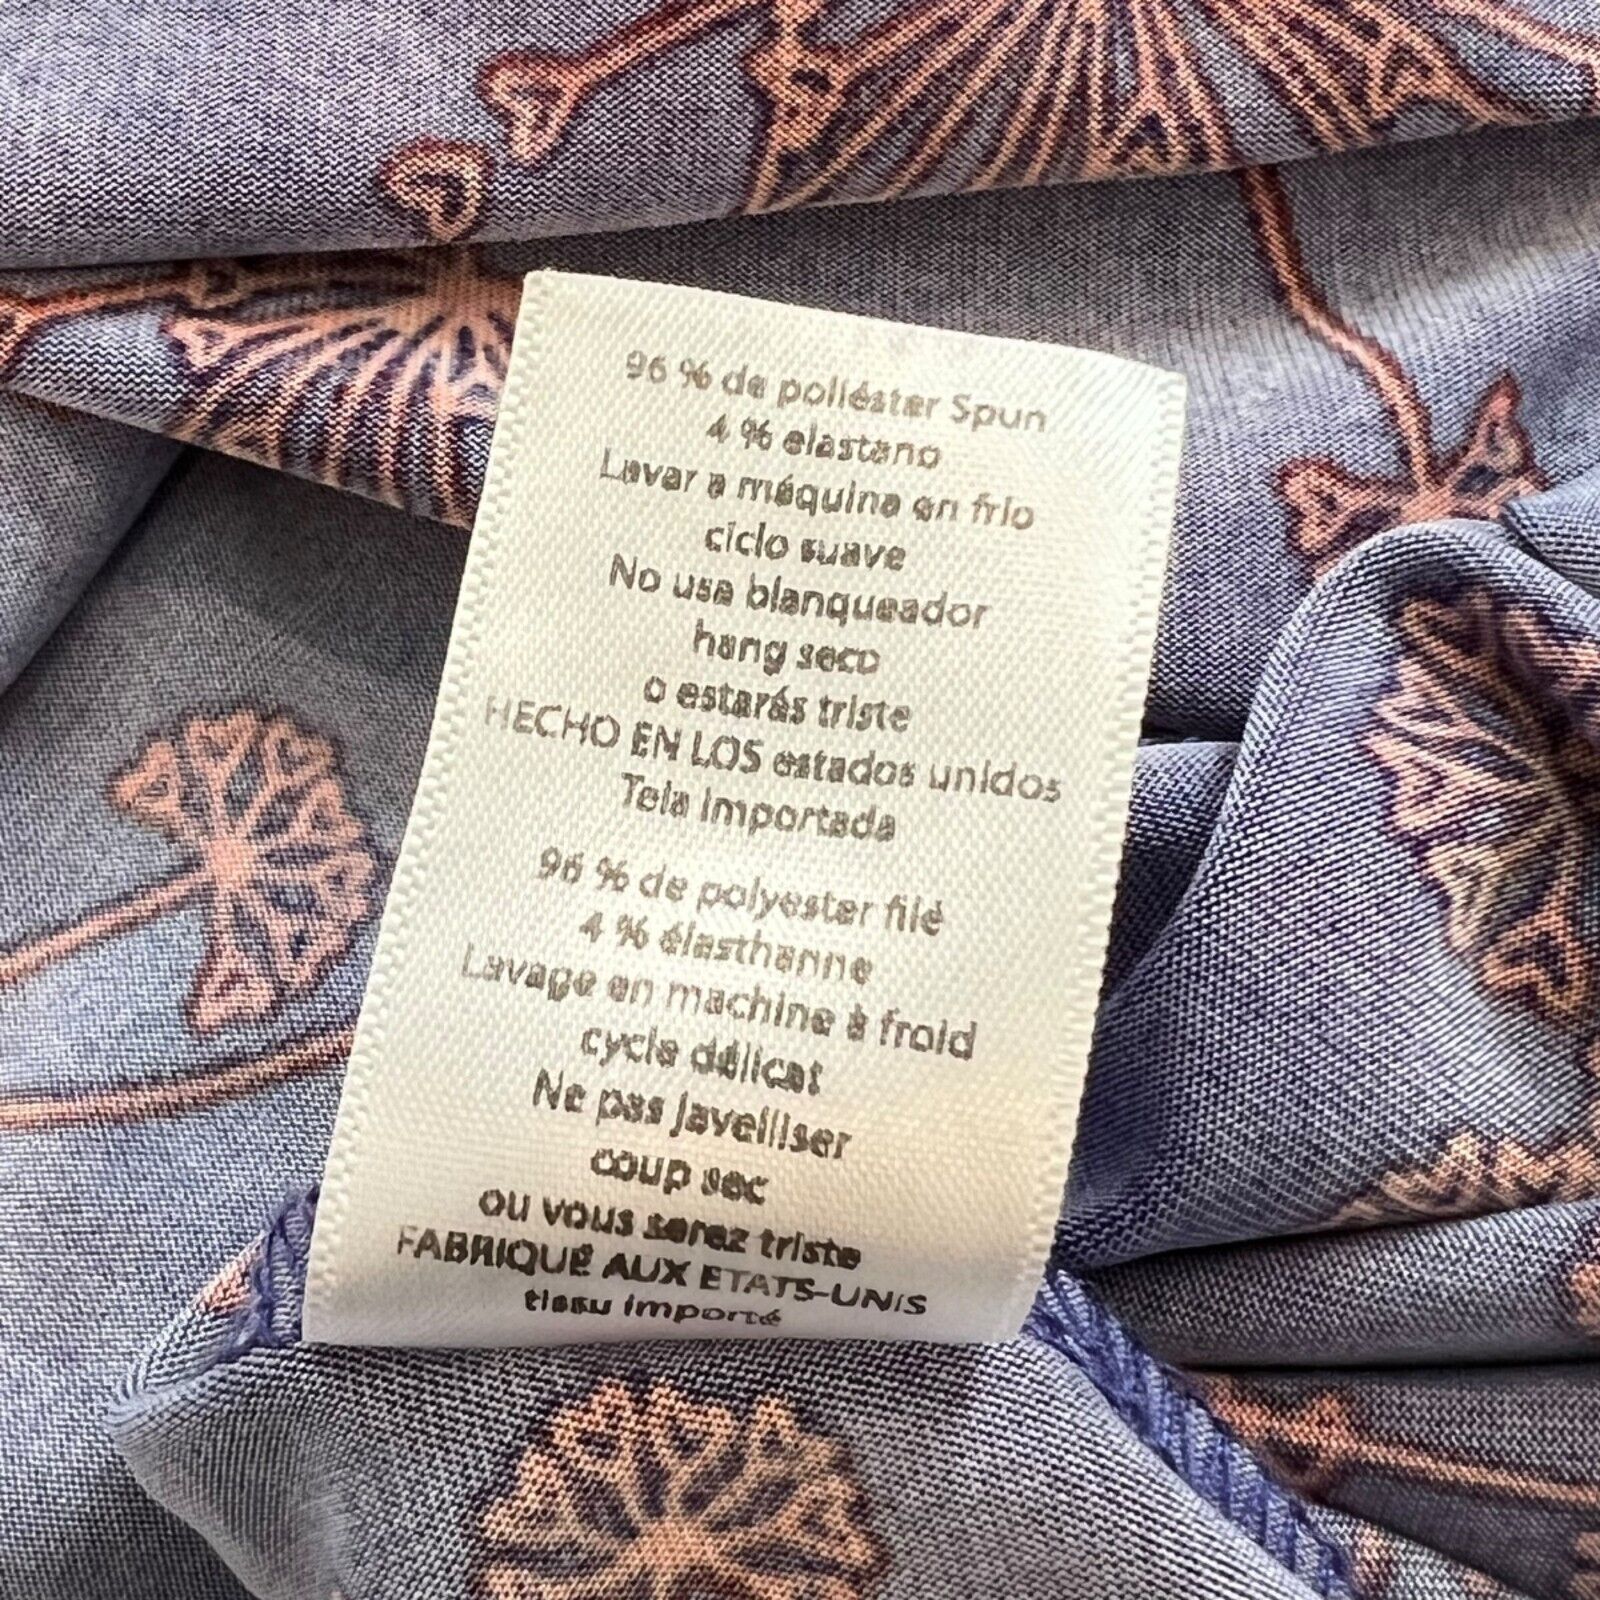 96 % de poliéster Spun
4 % elastano
Lavar a máquina en frio
ciclo suave
No usa blanqueador
hang seco
o estarás triste
HECHO EN LOS estados unidos
Tela Importada
96 % de polyester filé
4 % élasthanne
Lavage en machine à froid
cycle délicat
Ne pas javelliser
coup sec
ou vous serez triste
FABRIQUÉ AUX ETATS-UNIS
tissu importé